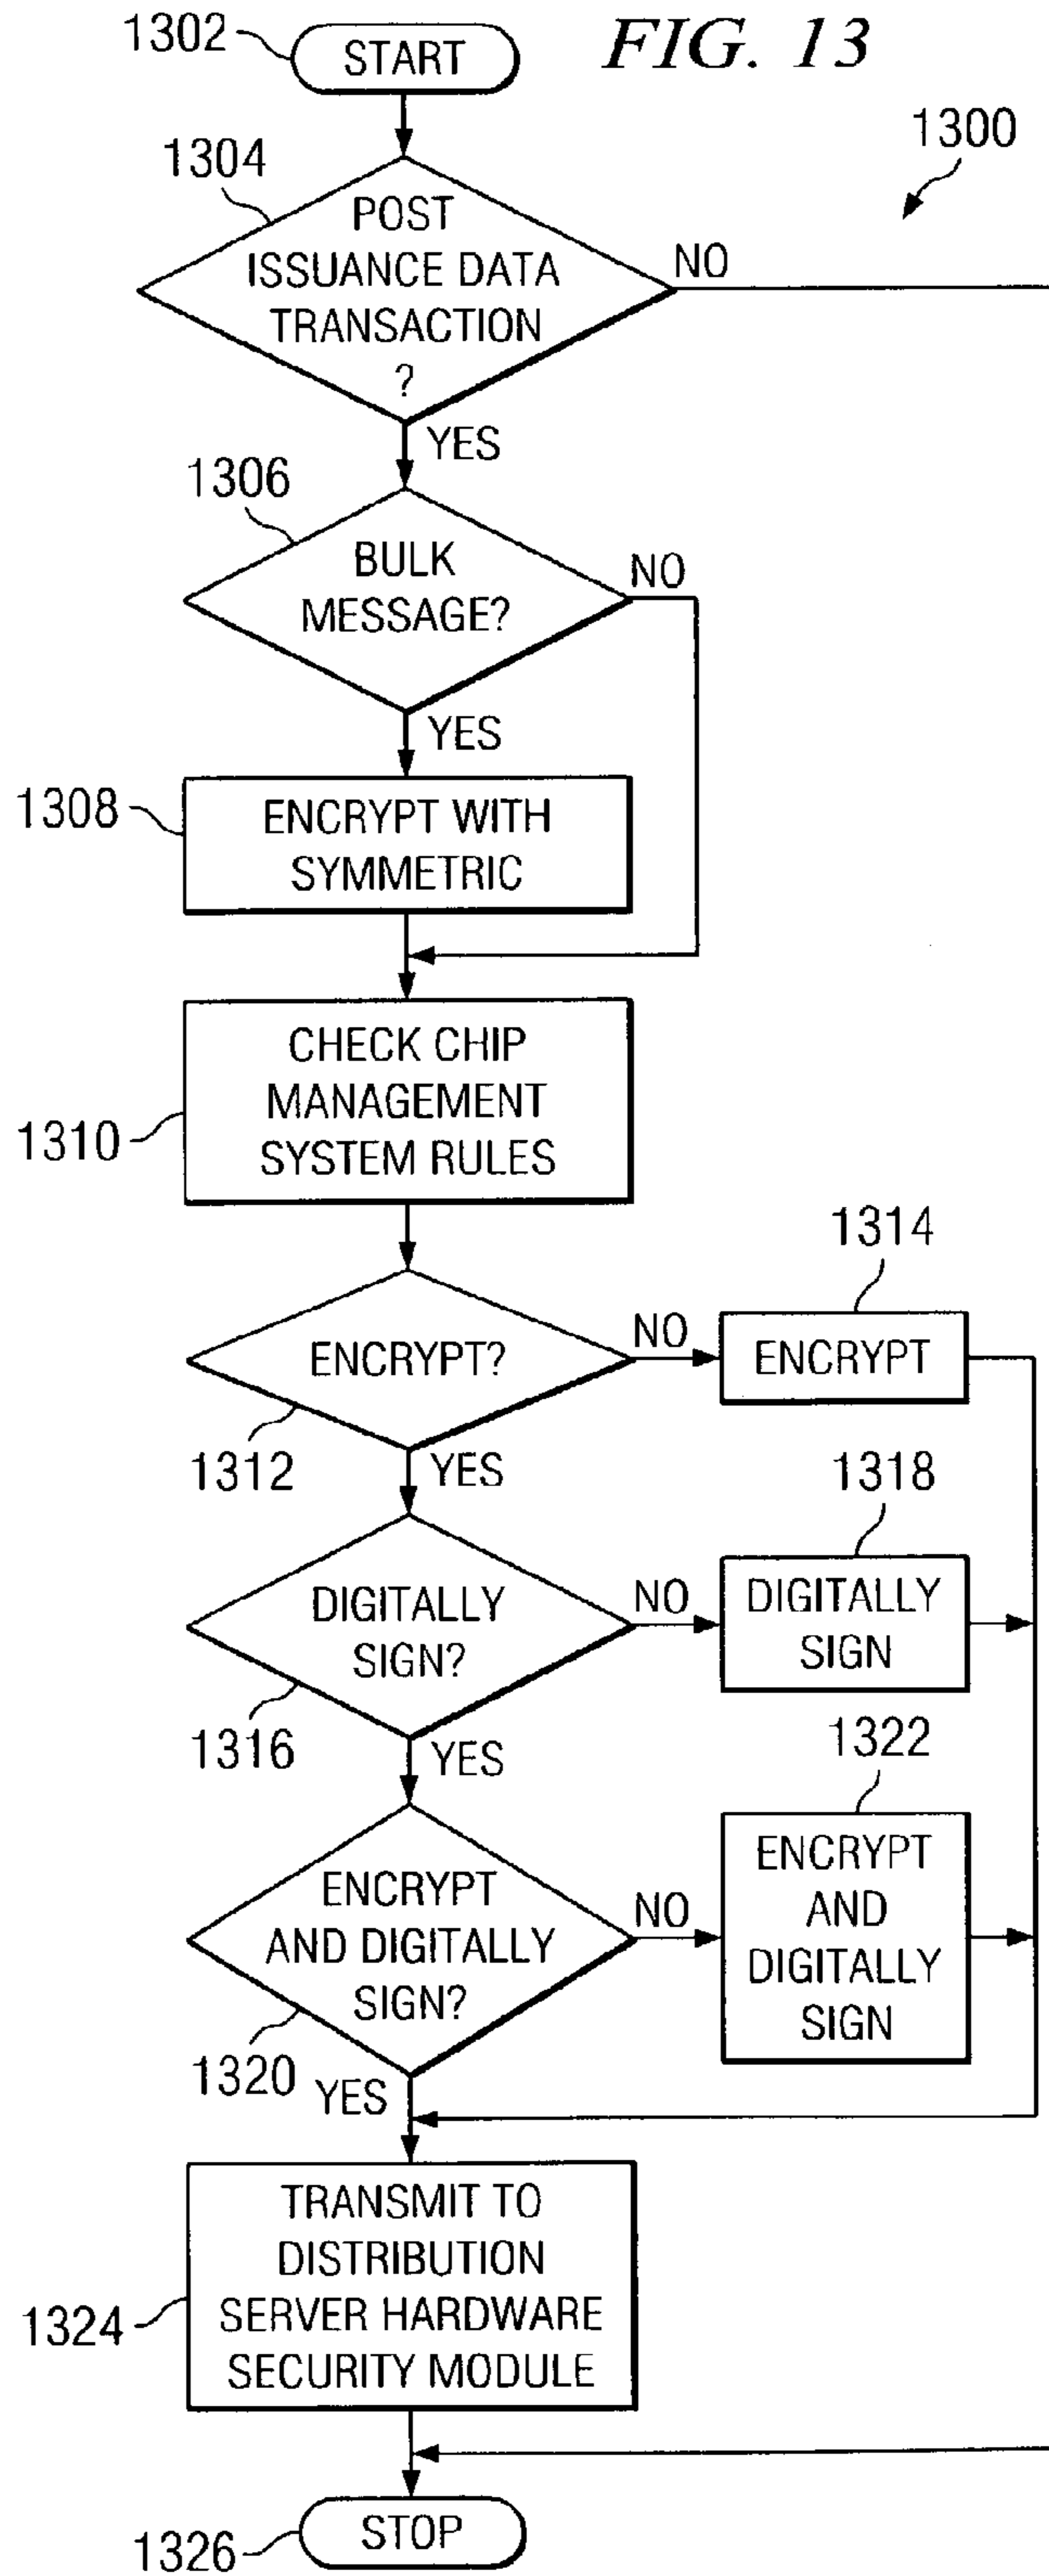 FIG. 13
1302
START
1300
1304
POST
ISSUANCE DATA
TRANSACTION
?
NO
YES
1306
BULK
MESSAGE?
NO
YES
1308
ENCRYPT WITH
SYMMETRIC
CHECK CHIP
MANAGEMENT
SYSTEM RULES
1310
1314
ENCRYPT?
NO
ENCRYPT
1312
YES
1318
DIGITALLY
SIGN?
NO
DIGITALLY
SIGN
1316
YES
1322
ENCRYPT
AND DIGITALLY
SIGN?
NO
ENCRYPT
AND
DIGITALLY
SIGN
1320
YES
TRANSMIT TO
DISTRIBUTION
SERVER HARDWARE
SECURITY MODULE
1324
STOP
1326